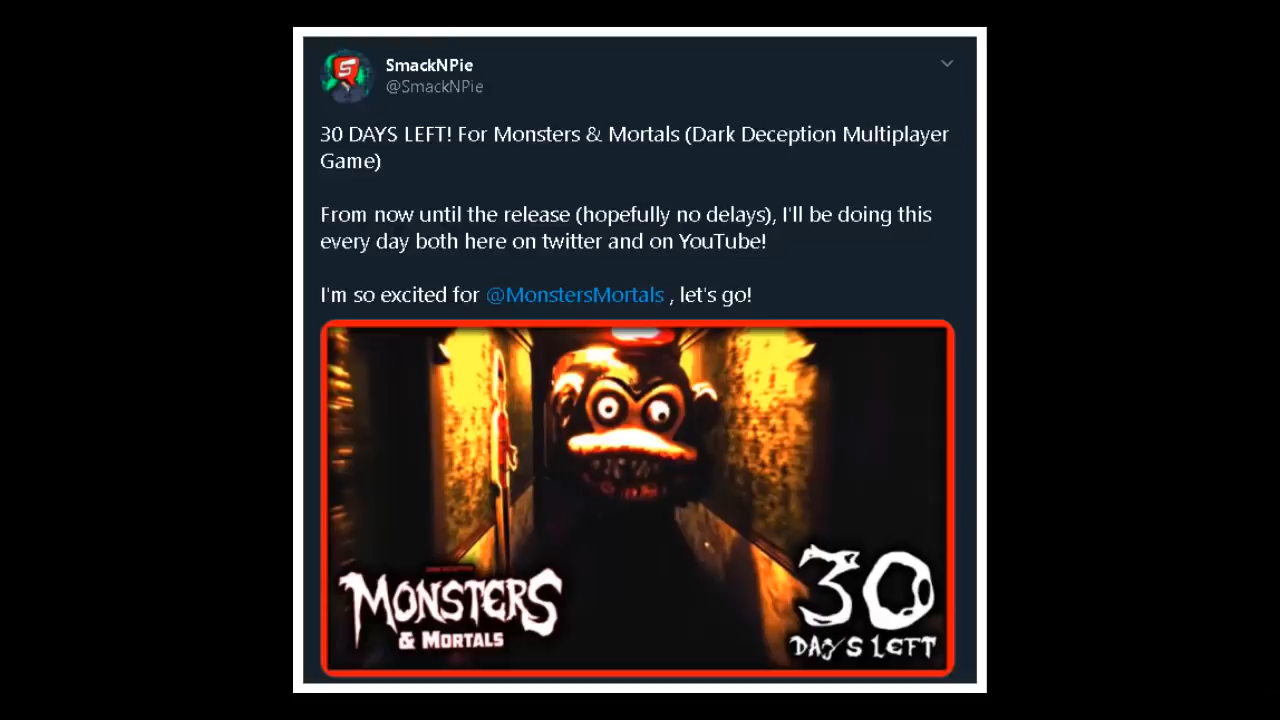 SmackNPie
@SmackNPie
30 DAYS LEFT! For Monsters & Mortals (Dark Deception Multiplayer
Game)
From now until the release (hopefully no delays), I'll be doing this
every day both here on twitter and on YouTube!
I'm so excited for @MonstersMortals , let's go!
MONSTERS
& MORTALS
30
DAYS LEFT